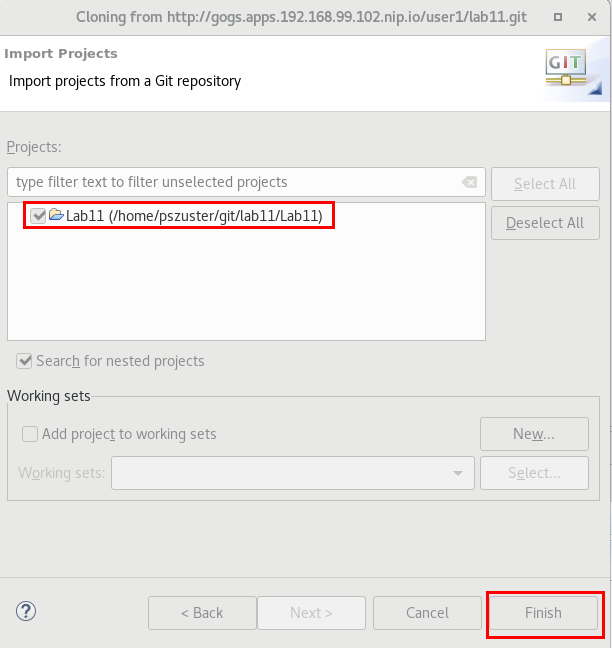 Cloning from http://gogs.apps.192.168.99.102.nip.io/user1/lab11.git
Import Projects
Import projects from a Git repository
GIT
Projects:
type filter text to filter unselected projects
Select All
Lab11 (/home/pszuster/git/lab11/Lab11)
Deselect All
Search for nested projects
Working sets
Add project to working sets
New...
Working sets:
Select...
?
< Back
Next >
Cancel
Finish